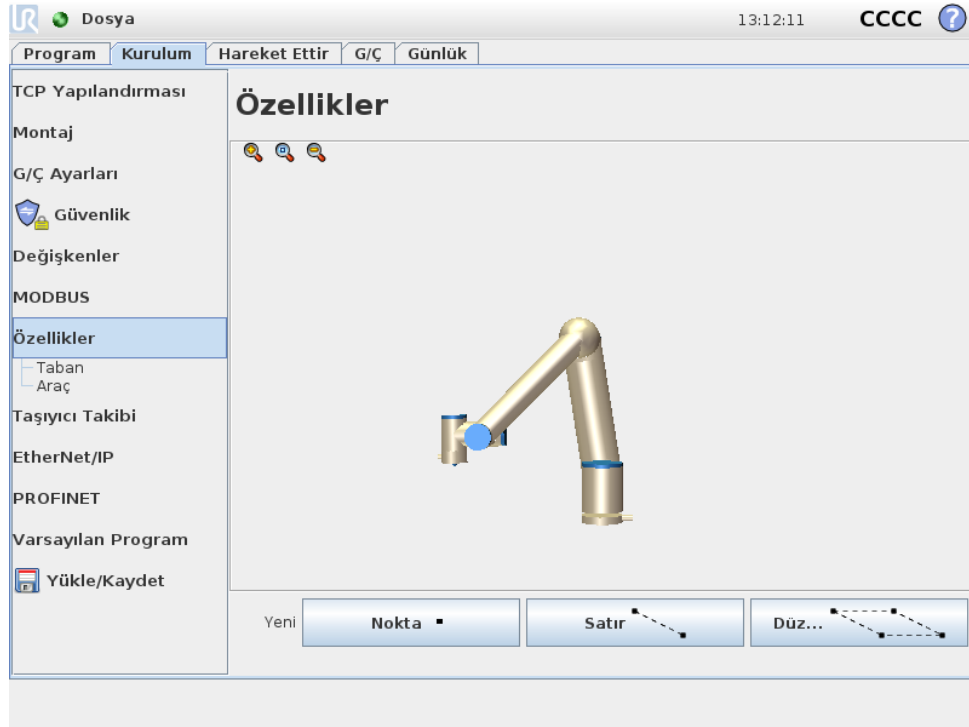 UR Dosya 13:12:11 CCCC ?
Program Kurulum Hareket Ettir G/Ç Günlük
TCP Yapılandırması
Özellikler
Montaj
G/Ç Ayarları
Güvenlik
Değişkenler
MODBUS
Özellikler
Taban
Araç
Taşıyıcı Takibi
EtherNet/IP
PROFINET
Varsayılan Program
Yükle/Kaydet
Yeni Nokta Satır Düz...